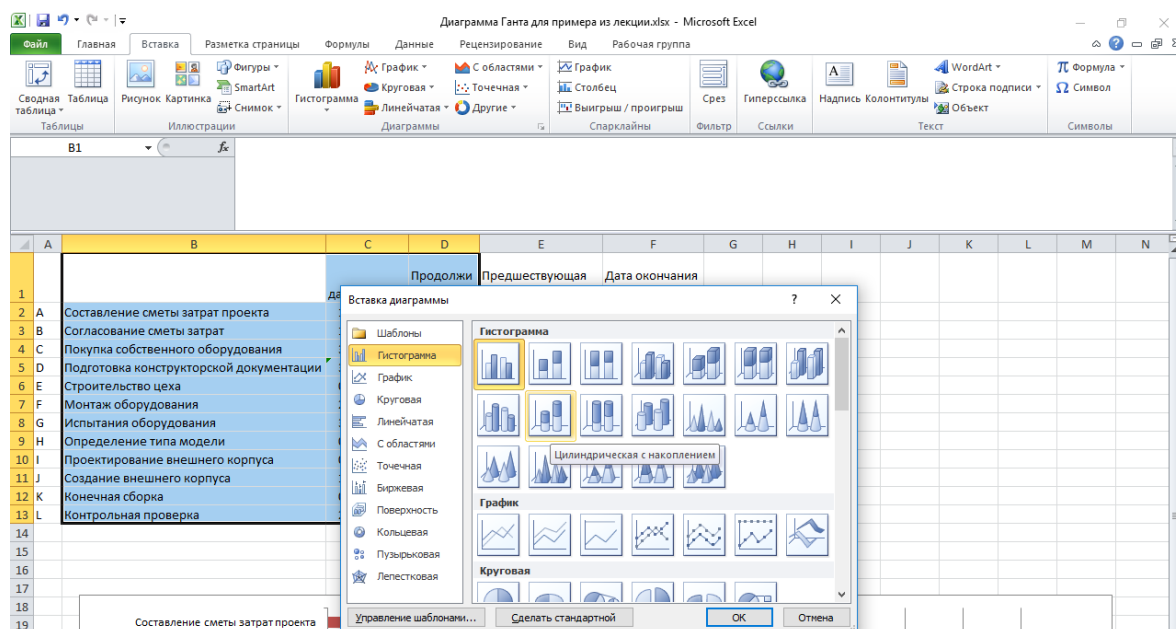 Диаграмма Ганта для примера из лекции.xlsx - Microsoft Excel
Файл Главная Вставка Разметка страницы Формулы Данные Рецензирование Вид Рабочая группа
Сводная таблица Таблица Рисунок Картинка Фигуры SmartArt Снимок Гистограмма График Круговая Линейчатая С областями Точечная Другие График Столбец Выигрыш / проигрыш Срез Гиперссылка Надпись Колонтитулы WordArt Строка подписи Объект Формула Символ
Таблицы Иллюстрации Диаграммы Спарклайны Фильтр Ссылки Текст Символы
B1 fx
A B C D E F G H I J K L M N
1 Продолжи Предшествующая Дата окончания
2 A Составление сметы затрат проекта
3 B Согласование сметы затрат
4 C Покупка собственного оборудования
5 D Подготовка конструкторской документации
6 E Строительство цеха
7 F Монтаж оборудования
8 G Испытания оборудования
9 H Определение типа модели
10 I Проектирование внешнего корпуса
11 J Создание внешнего корпуса
12 K Конечная сборка
13 L Контрольная проверка
14
15
16
17
18
19
Составление сметы затрат проекта
Вставка диаграммы ?
Шаблоны
Гистограмма
График
Круговая
Линейчатая
С областями
Точечная
Биржевая
Поверхность
Кольцевая
Пузырьковая
Лепестковая
Гистограмма
Цилиндрическая с накоплением
График
Круговая
Управление шаблонами... Сделать стандартной ОК Отмена